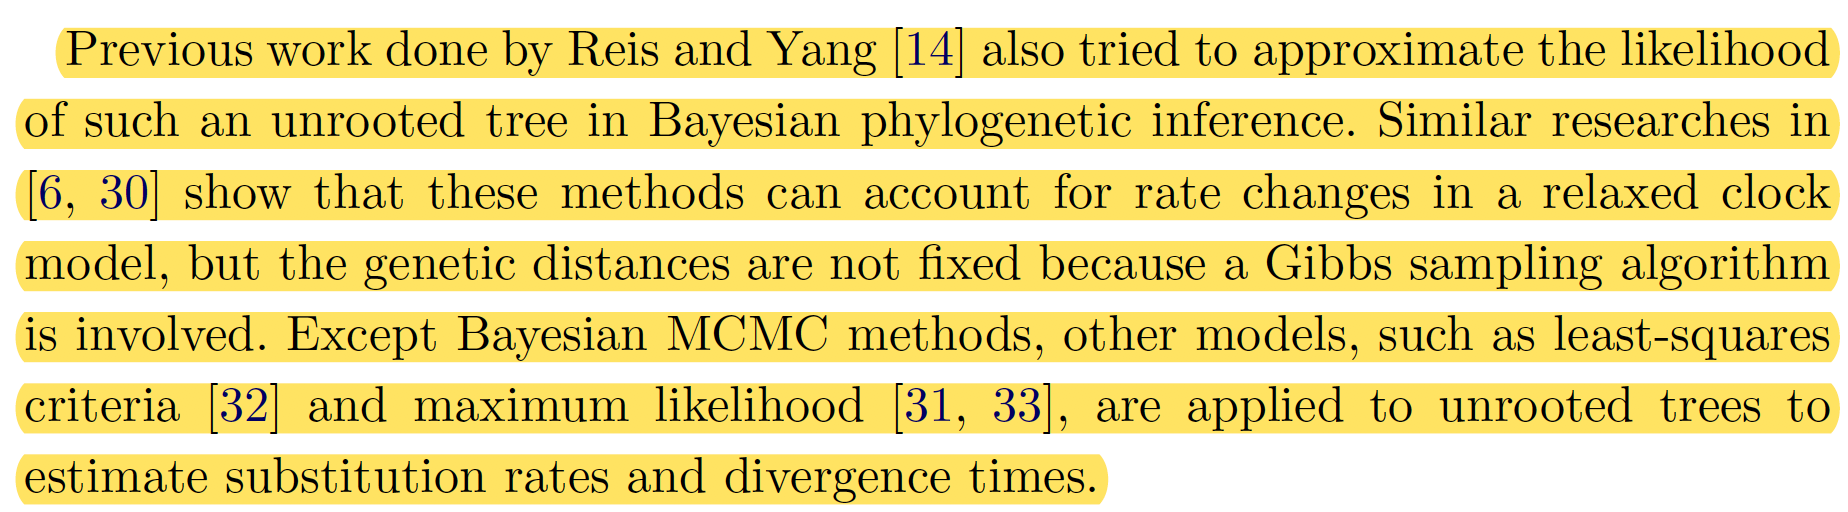 Previous work done by Reis and Yang [14] also tried to approximate the likelihood
of such an unrooted tree in Bayesian phylogenetic inference. Similar researches in
[6, 30] show that these methods can account for rate changes in a relaxed clock
model, but the genetic distances are not fixed because a Gibbs sampling algorithm
is involved. Except Bayesian MCMC methods, other models, such as least-squares
criteria [32] and maximum likelihood [31, 33], are applied to unrooted trees to
estimate substitution rates and divergence times.